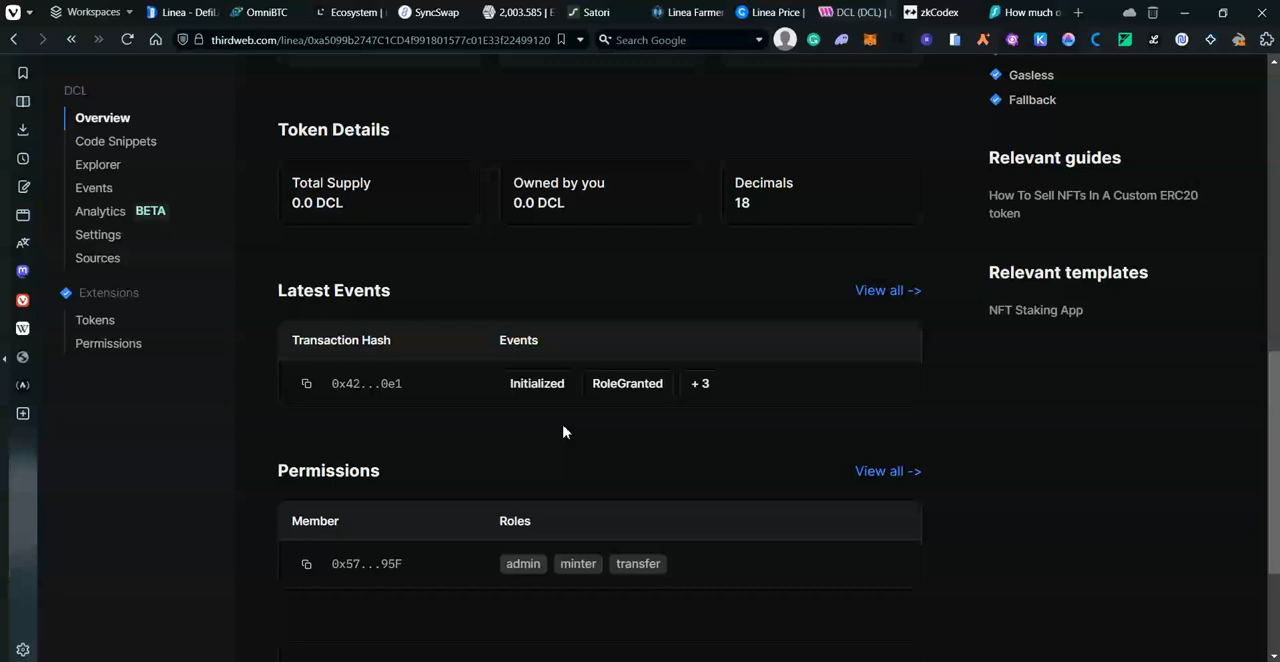 Workspaces
Linea - DefiL
OmniBTC
Ecosystem |
SyncSwap
2,003.585 | E
Satori
Linea Farmer
Linea Price |
DCL (DCL) |
zkCodex
How much o
thirdweb.com/linea/0xa5099b2747C1CD4f991801577c01E33f22499120
Search Google
DCL
Overview
Code Snippets
Explorer
Events
Analytics BETA
Settings
Sources
Extensions
Tokens
Permissions
Token Details
Total Supply
0.0 DCL
Owned by you
0.0 DCL
Decimals
18
Latest Events
View all ->
Transaction Hash
Events
0x42...0e1
Initialized
RoleGranted
+ 3
Permissions
View all ->
Member
Roles
0x57...95F
admin
minter
transfer
Gasless
Fallback
Relevant guides
How To Sell NFTs In A Custom ERC20
token
Relevant templates
NFT Staking App